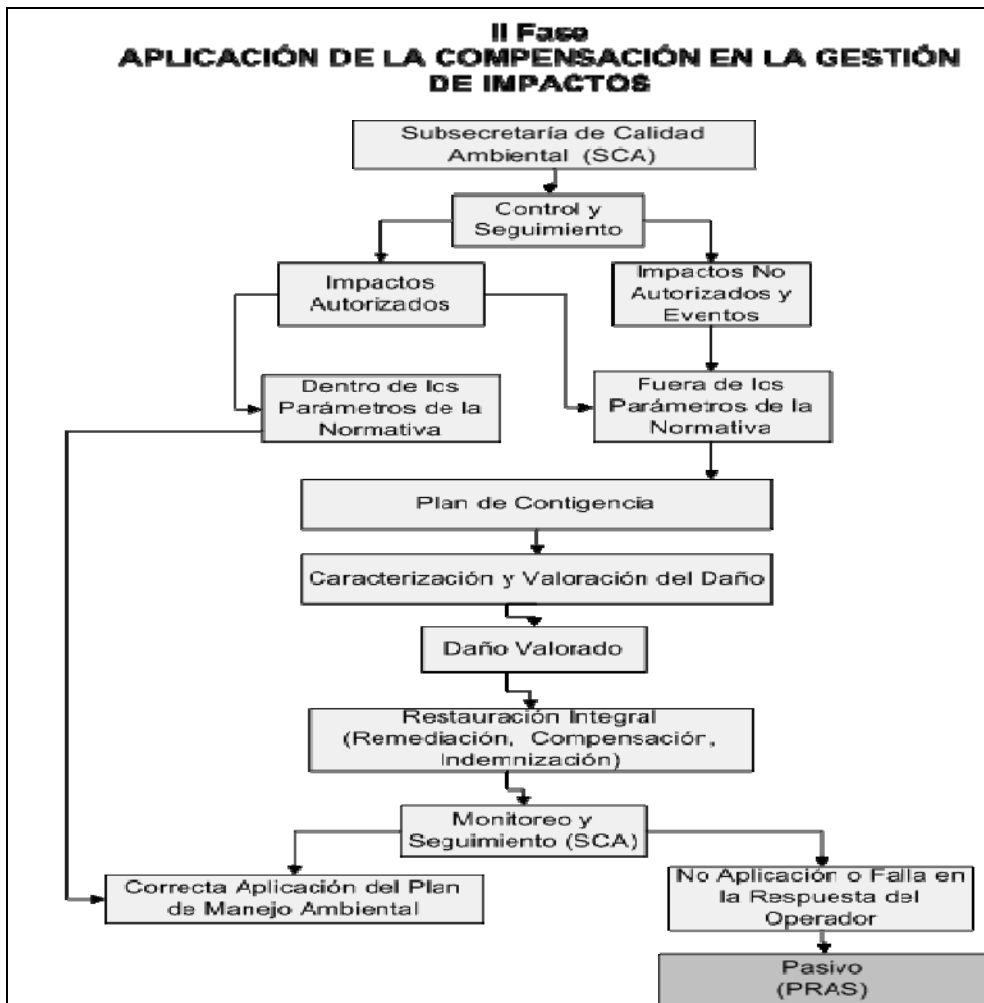 II Fase
APLICACIÓN DE LA COMPENSACIÓN EN LA GESTIÓN
DE IMPACTOS
Subsecretaría de Calidad
Ambiental (SCA)
Control y
Seguimiento
Impactos
Autorizados
Impactos No
Autorizados y
Eventos
Dentro de los
Parámetros de la
Normativa
Fuera de los
Parámetros de la
Normativa
Plan de Contigencia
Caracterización y Valoración del Daño
Daño Valorado
Restauración Integral
(Remediación, Compensación,
Indemnización)
Monitoreo y
Seguimiento (SCA)
Correcta Aplicación del Plan
de Manejo Ambiental
No Aplicación o Falla en
la Respuesta del
Operador
Pasivo
(PRAS)